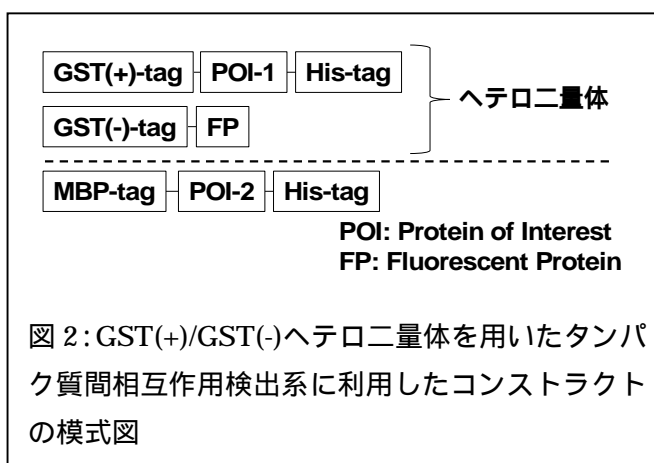 GST(+)-tag POI-1 His-tag
ヘテロ二量体
GST(-)-tag FP
MBP-tag POI-2 His-tag
POI: Protein of Interest
FP: Fluorescent Protein
図 2 : GST(+)/GST(-)ヘテロ二量体を用いたタンパ
ク質間相互作用検出系に利用したコンストラクト
の模式図